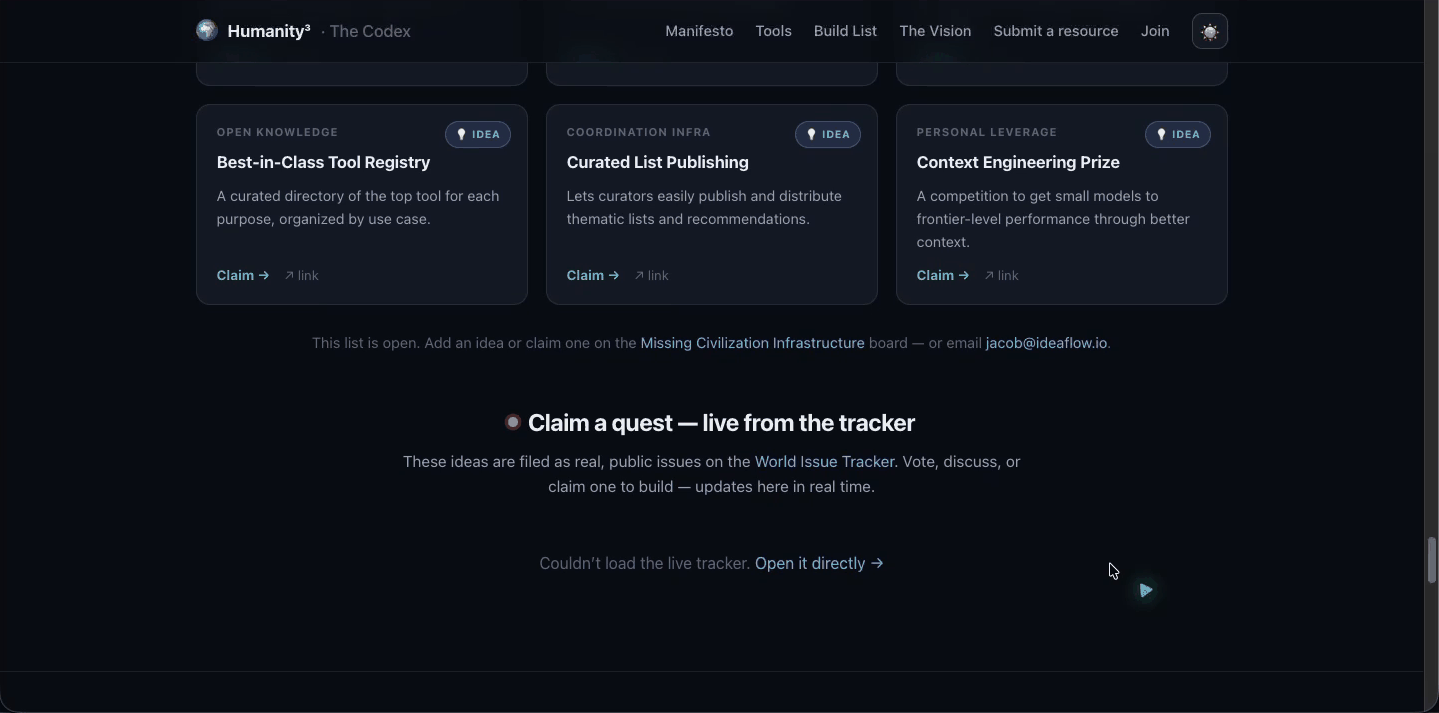 Humanity³ · The Codex
Manifesto Tools Build List The Vision Submit a resource Join
OPEN KNOWLEDGE
IDEA
Best-in-Class Tool Registry
A curated directory of the top tool for each
purpose, organized by use case.
Claim → ↗ link
COORDINATION INFRA
IDEA
Curated List Publishing
Lets curators easily publish and distribute
thematic lists and recommendations.
Claim → ↗ link
PERSONAL LEVERAGE
IDEA
Context Engineering Prize
A competition to get small models to
frontier-level performance through better
context.
Claim → ↗ link
This list is open. Add an idea or claim one on the Missing Civilization Infrastructure board — or email jacob@ideaflow.io.
Claim a quest — live from the tracker
These ideas are filed as real, public issues on the World Issue Tracker. Vote, discuss, or
claim one to build — updates here in real time.
Couldn’t load the live tracker. Open it directly →